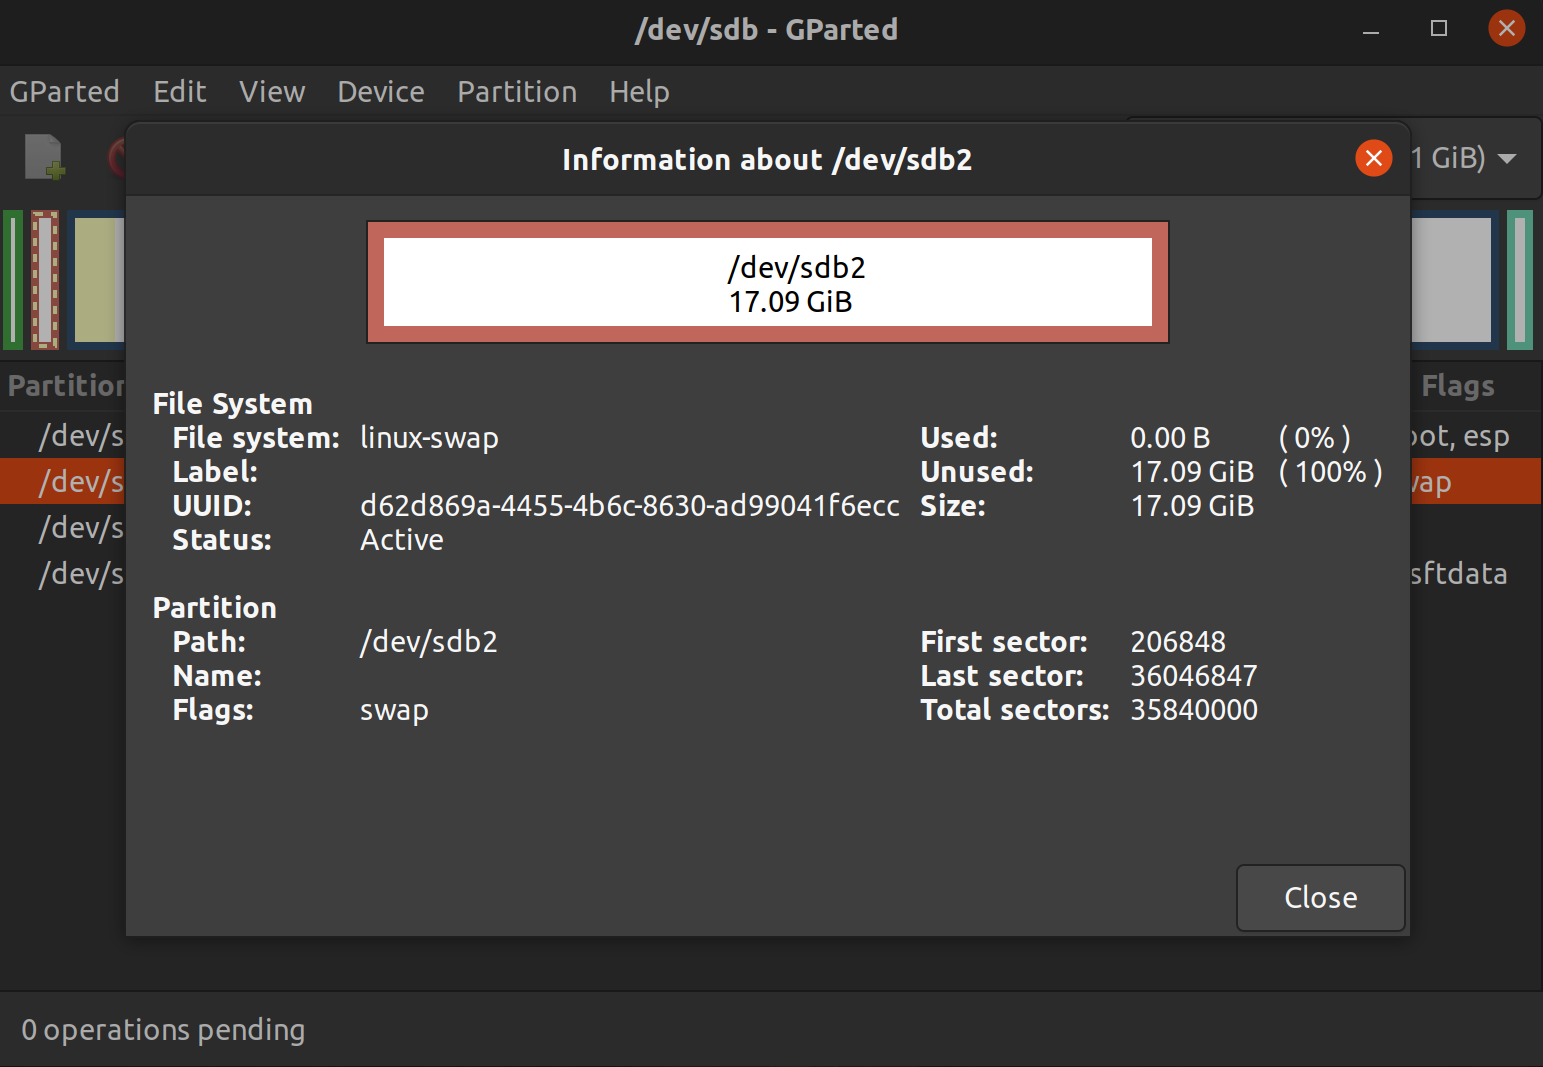 /dev/sdb - GParted
GParted Edit View Device Partition Help
1 GiB)
Information about /dev/sdb2
/dev/sdb2
17.09 GiB
Partition
Flags
/dev/s
/dev/s
/dev/s
/dev/s
oot, esp
wap
sftdata
File System
File system: linux-swap Used: 0.00 B ( 0% )
Label: Unused: 17.09 GiB ( 100% )
UUID: d62d869a-4455-4b6c-8630-ad99041f6ecc Size: 17.09 GiB
Status: Active
Partition
Path: /dev/sdb2 First sector: 206848
Name: Last sector: 36046847
Flags: swap Total sectors: 35840000
Close
0 operations pending